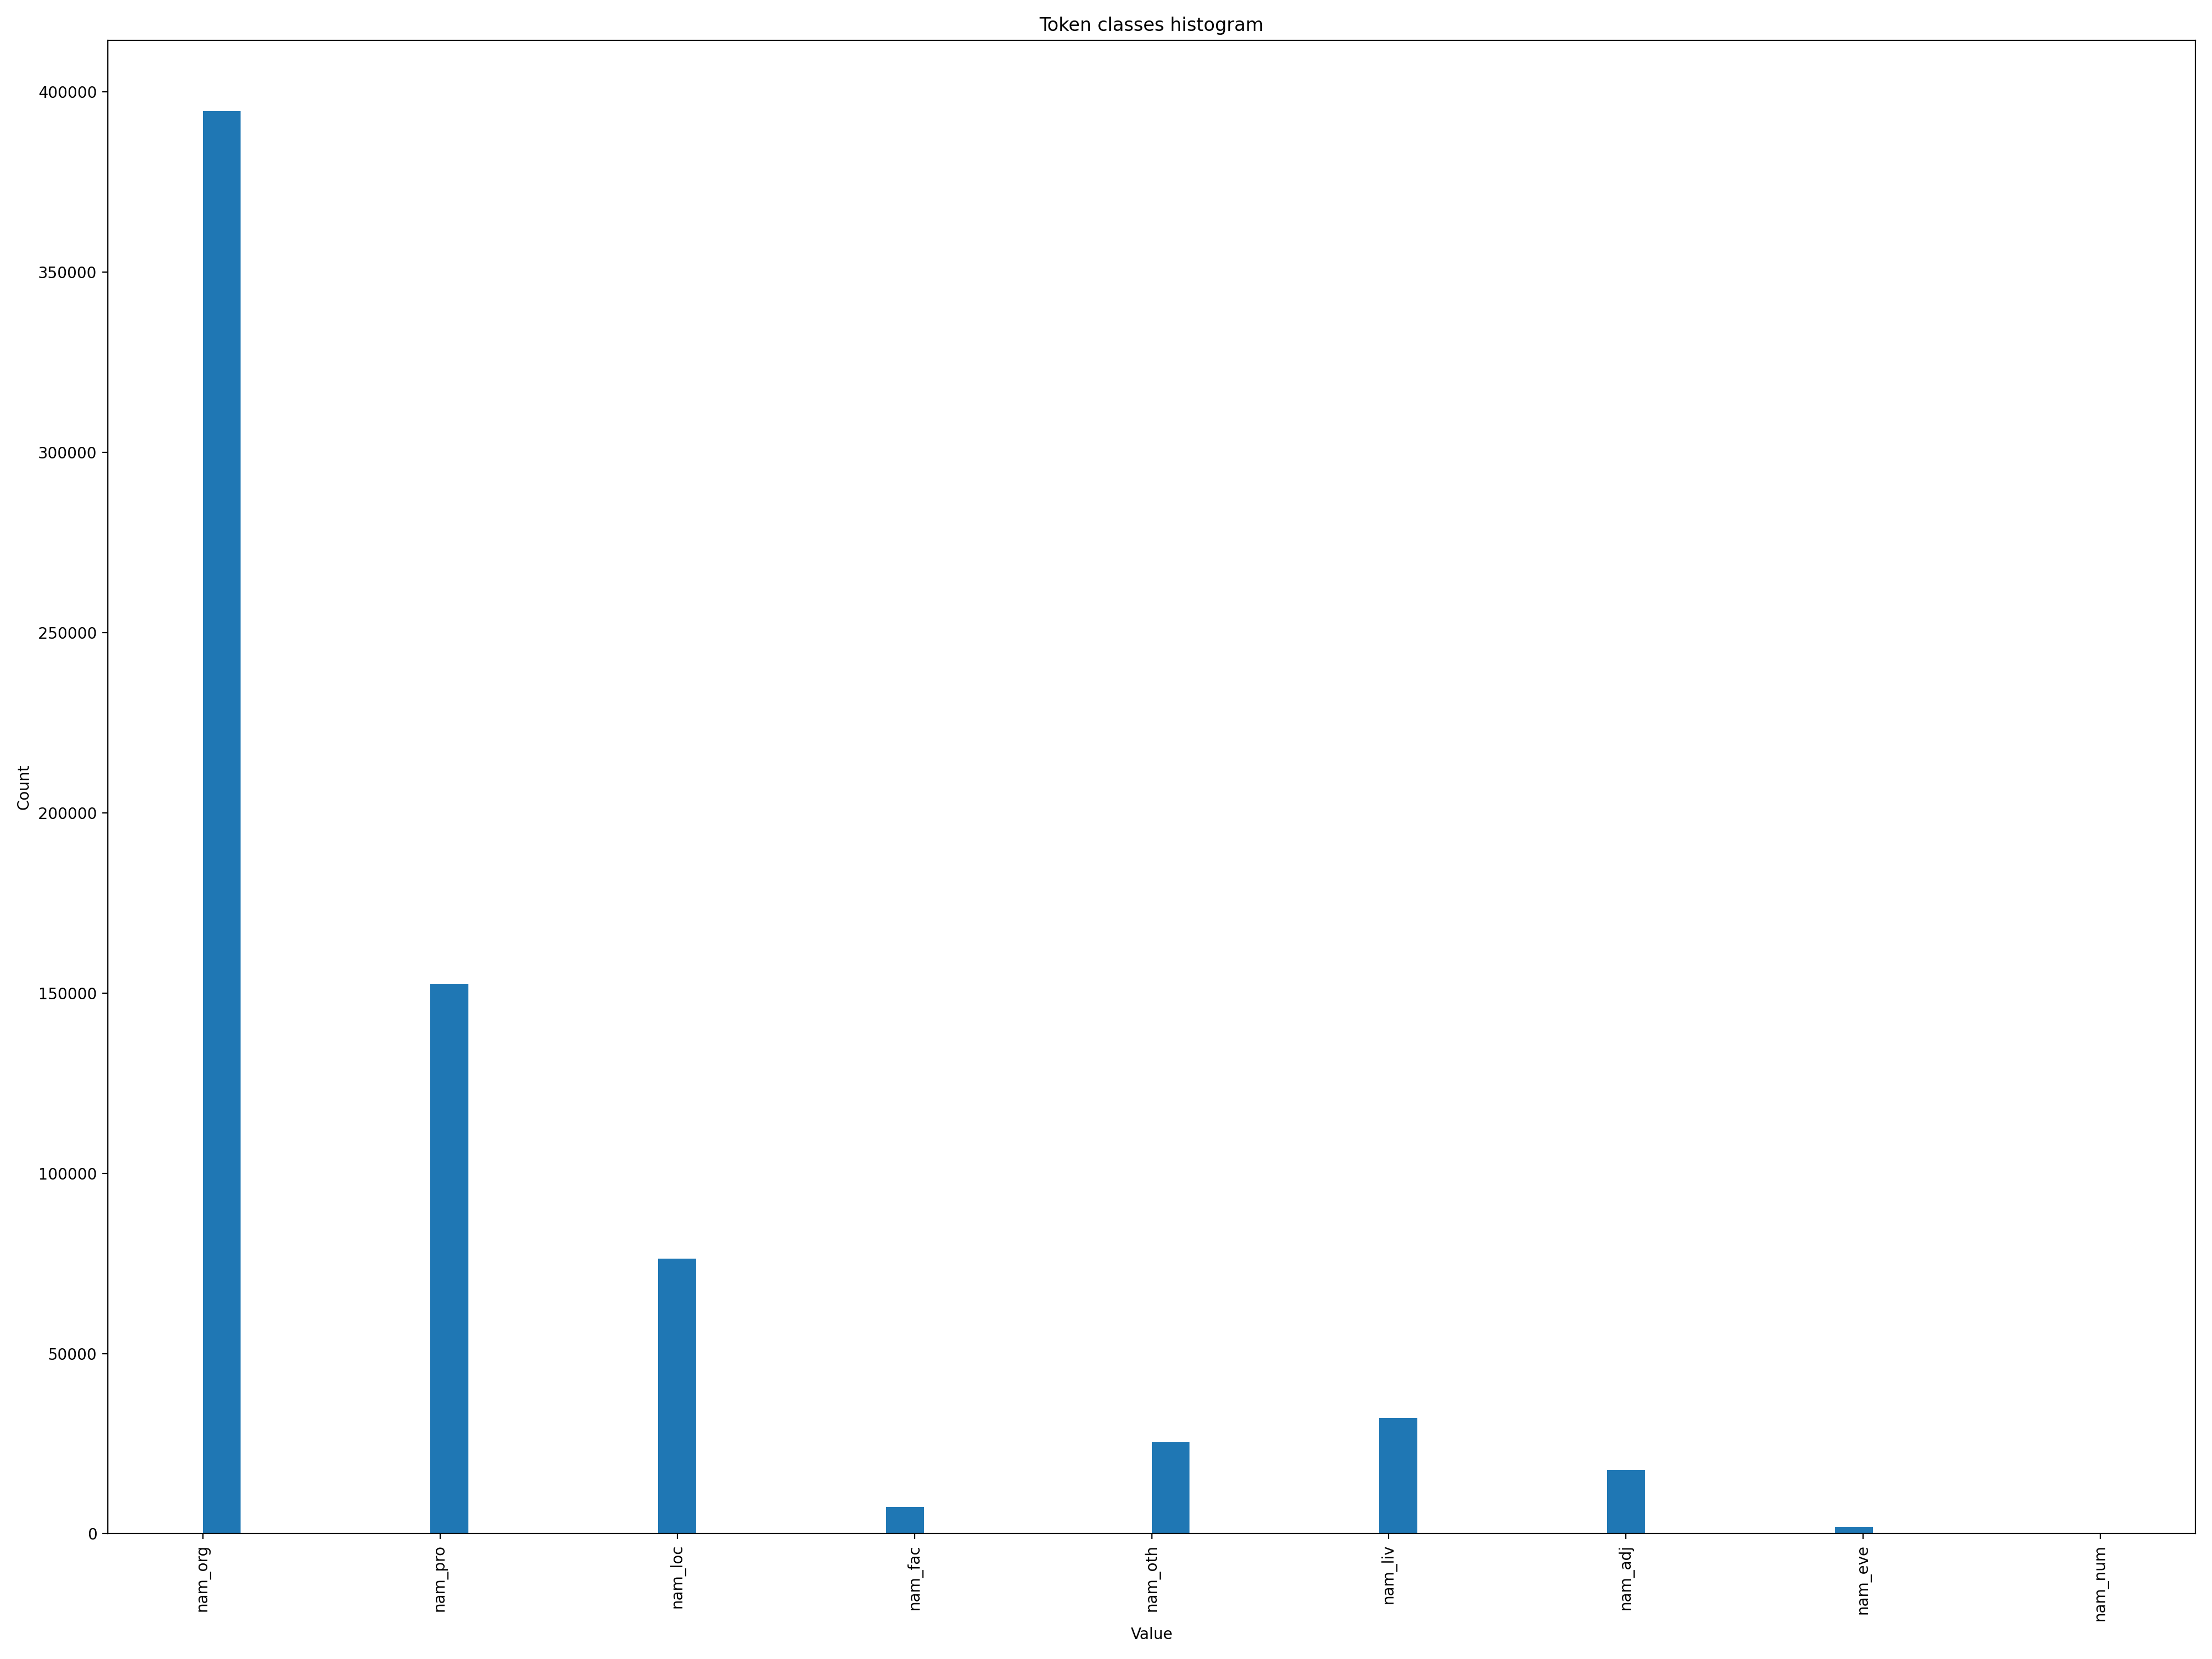 Token classes histogram
400000
350000
300000
250000
200000
150000
100000
50000
0
Count
nam_org
nam_pro
nam_loc
nam_fac
nam_oth
nam_liv
nam_adj
nam_eve
nam_num
Value